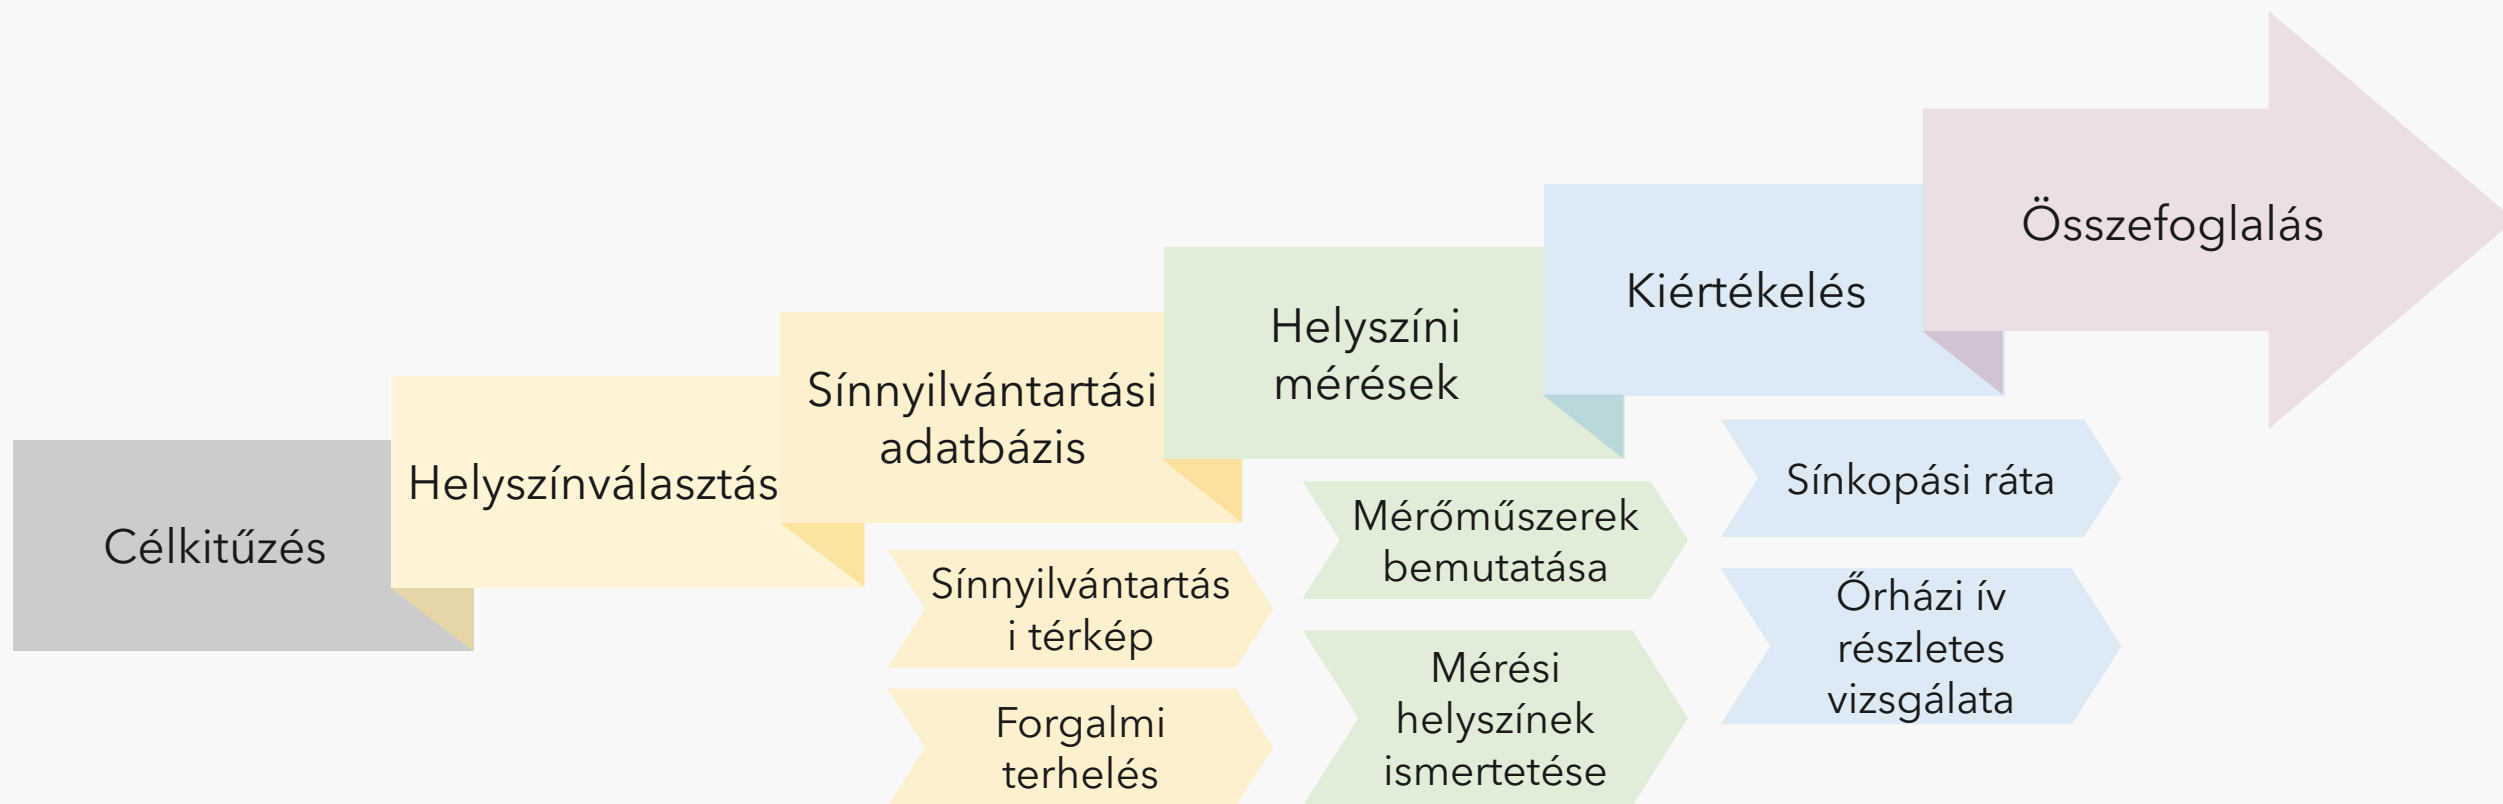 Célkitűzés
Helyszínválasztás
Sínnyilvántartási
adatbázis
Sínnyilvántartás
i térkép
Forgalmi
terhelés
Helyszíni
mérések
Mérőműszerek
bemutatása
Mérési
helyszínek
ismertetése
Kiértékelés
Sínkopási ráta
Őrházi ív
részletes
vizsgálata
Összefoglalás